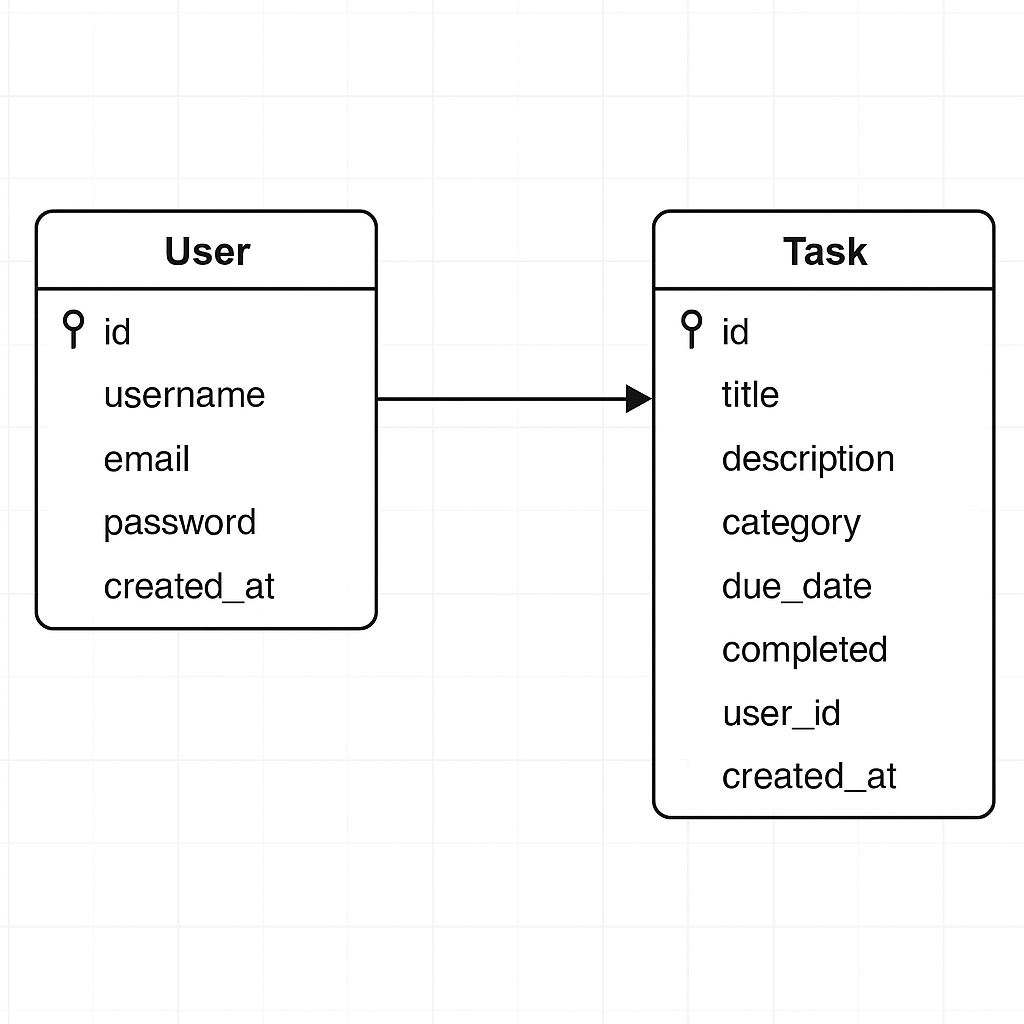 User
id
username
email
password
created_at
Task
id
title
description
category
due_date
completed
user_id
created_at